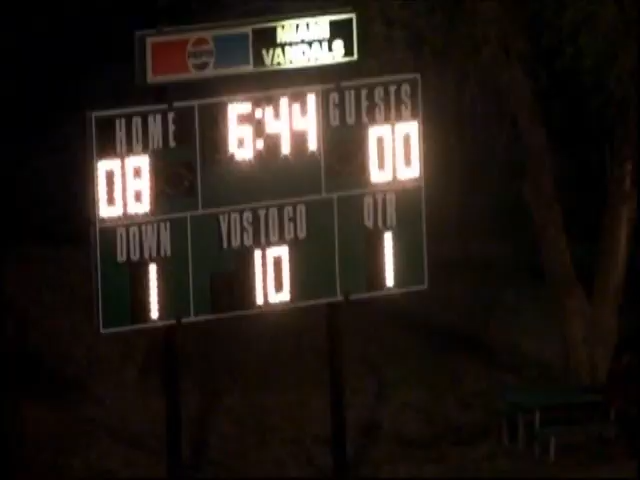 MIAMI
VANDALS
HOME 6:44 GUESTS
08 00
DOWN YDS TO GO QTR
1 10 1